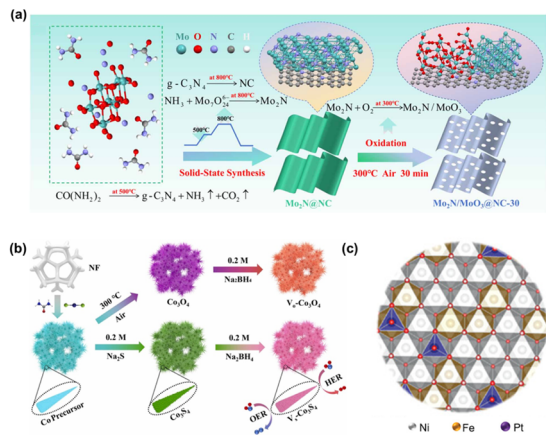 (a)
Mo O N C H
g - C₃N₄ —at 800℃→ NC
NH₃ + Mo₇O₂₄⁶⁻ —at 800℃→ Mo₂N
Mo₂N + O₂ —at 300℃→ Mo₂N / MoO₃
500℃
800℃
Solid-State Synthesis
Oxidation
300℃ Air 30 min
CO(NH₂)₂ —at 500℃→ g - C₃N₄ + NH₃ ↑ + CO₂ ↑
Mo₂N@NC
Mo₂N/MoO₃@NC-30
(b)
NF
300 ℃
Air
Co₃O₄
0.2 M
Na₂BH₄
Vₒ-Co₃O₄
0.2 M
Na₂S
Co₃S₄
0.2 M
Na₂BH₄
Vₛ-Co₃S₄
Co Precursor
OER
HER
(c)
Ni Fe Pt